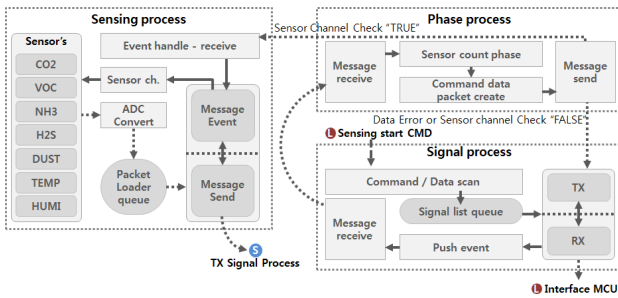 Sensing process
Sensor's
CO2
VOC
NH3
H2S
DUST
TEMP
HUMI
Event handle - receive
Sensor ch.
ADC
Convert
Packet
Loader
queue
Message
Event
Message
Send
S
TX Signal Process
Sensor Channel Check “TRUE”
Phase process
Message
receive
Sensor count phase
Command data
packet create
Message
send
Data Error or Sensor channel Check “FALSE”
L Sensing start CMD
Signal process
Command / Data scan
Signal list queue
Message
receive
Push event
TX
RX
L Interface MCU